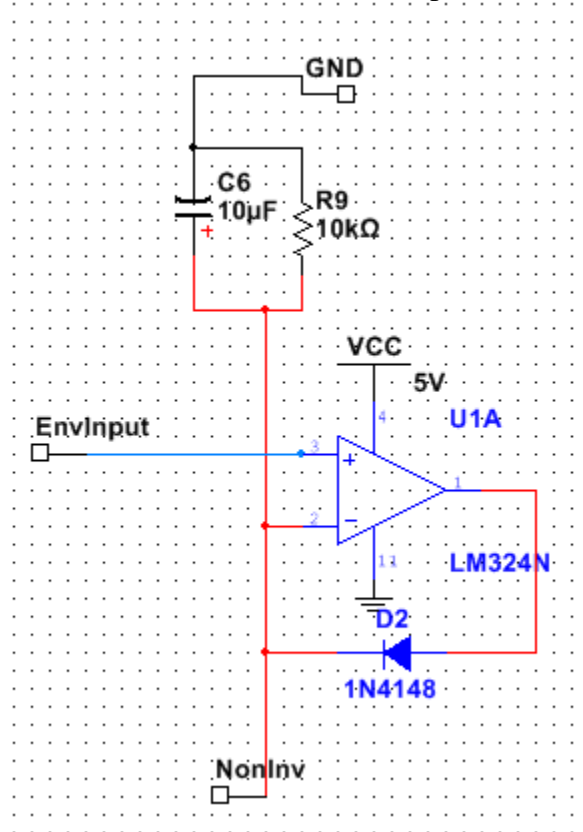 GND
C6
10µF
+
R9
10kΩ
VCC
5V
4
U1A
EnvInput
3
+
1
2
−
11
LM324N
D2
1N4148
NonInv